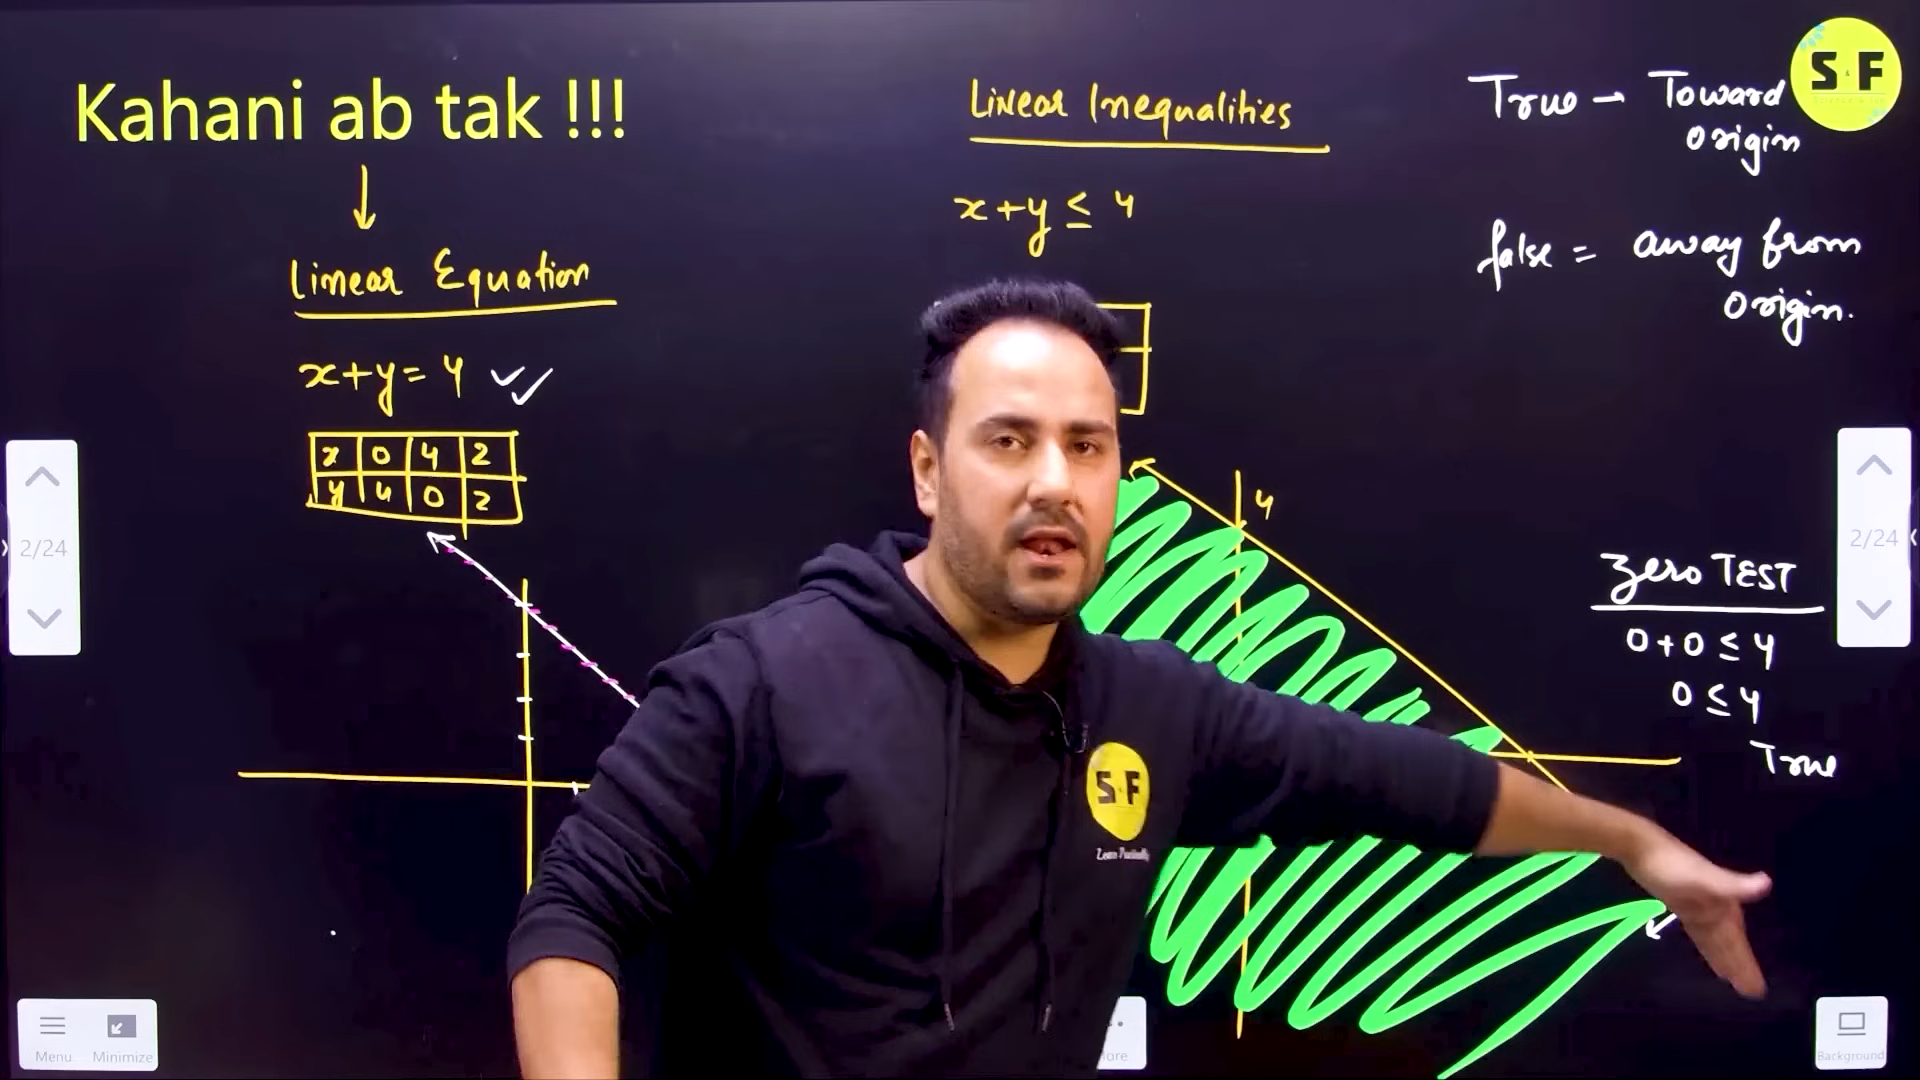 Kahani ab tak !!!
Linear Equation
x+y=4
x 0 4 2
y 4 0 2
Linear Inequalities
x+y ≤ 4
4
True → Toward origin
false = away from origin.
Zero TEST
0+0 ≤ 4
0 ≤ 4
True
S&F
S&F
2/24
2/24
Menu
Minimize
Background